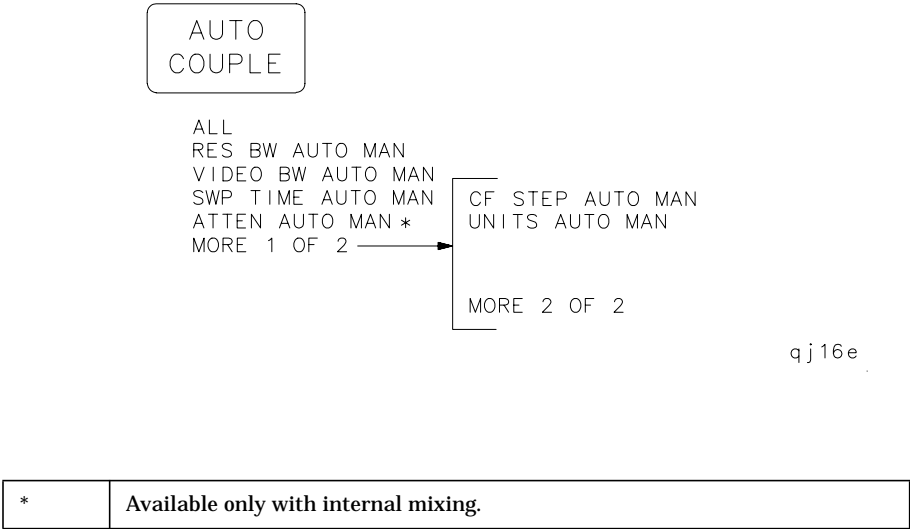 AUTO
COUPLE
ALL
RES BW AUTO MAN
VIDEO BW AUTO MAN
SWP TIME AUTO MAN
ATTEN AUTO MAN *
MORE 1 OF 2
CF STEP AUTO MAN
UNITS AUTO MAN
MORE 2 OF 2
qj16e
* Available only with internal mixing.